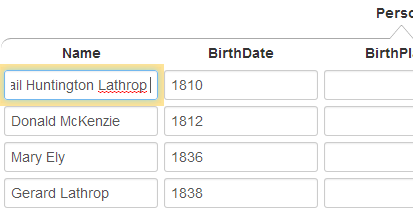 Perso
Name BirthDate BirthPl
ail Huntington Lathrop 1810
Donald McKenzie 1812
Mary Ely 1836
Gerard Lathrop 1838